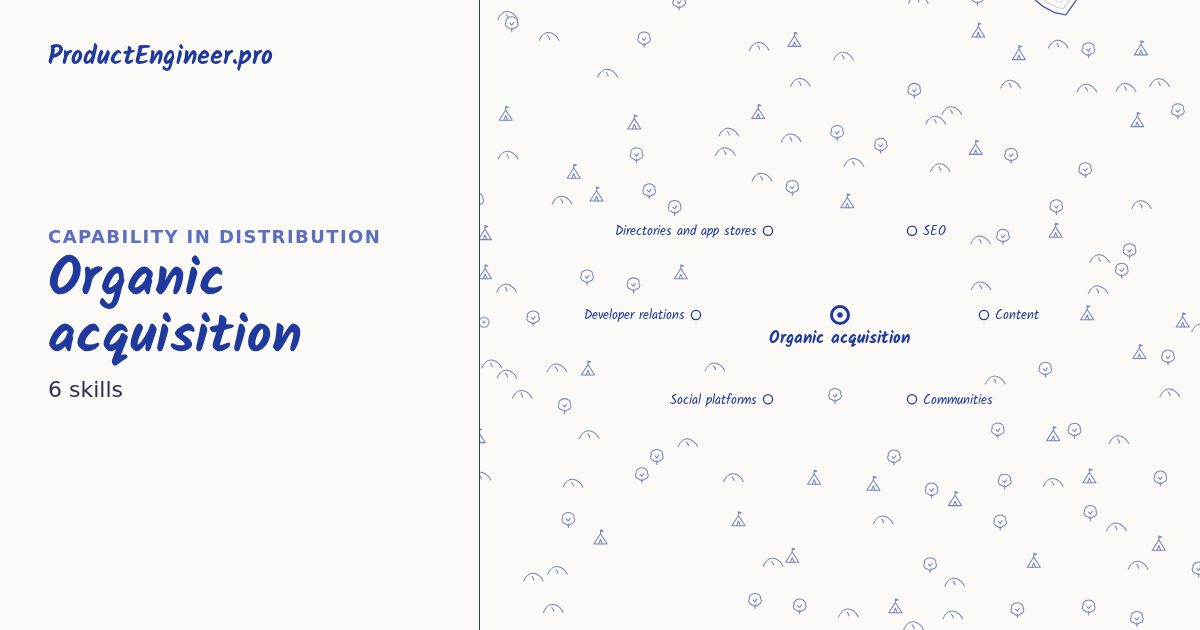 ProductEngineer.pro
CAPABILITY IN DISTRIBUTION
Organic
acquisition
6 skills
Directories and app stores
SEO
Developer relations
Content
Organic acquisition
Social platforms
Communities